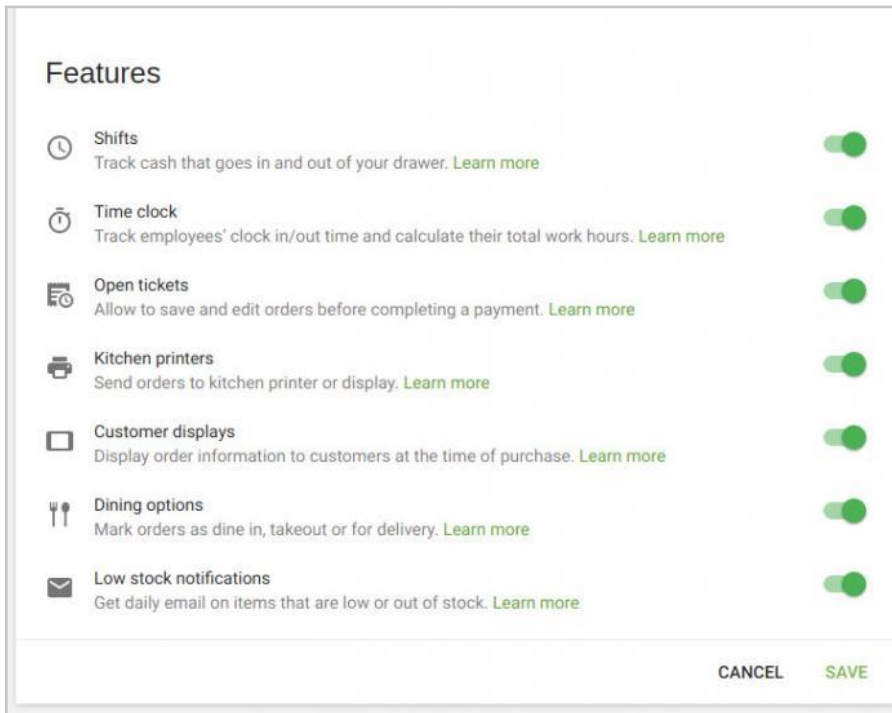 Features
Shifts
Track cash that goes in and out of your drawer. Learn more
Time clock
Track employees' clock in/out time and calculate their total work hours. Learn more
Open tickets
Allow to save and edit orders before completing a payment. Learn more
Kitchen printers
Send orders to kitchen printer or display. Learn more
Customer displays
Display order information to customers at the time of purchase. Learn more
Dining options
Mark orders as dine in, takeout or for delivery. Learn more
Low stock notifications
Get daily email on items that are low or out of stock. Learn more
CANCEL SAVE